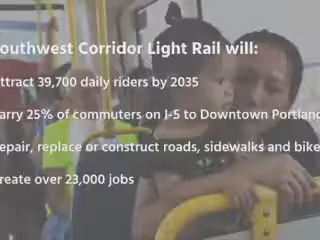 outhwest Corridor Light Rail will:
ttract 39,700 daily riders by 2035
arry 25% of commuters on I-5 to Downtown Portland
epair, replace or construct roads, sidewalks and bike
reate over 23,000 jobs